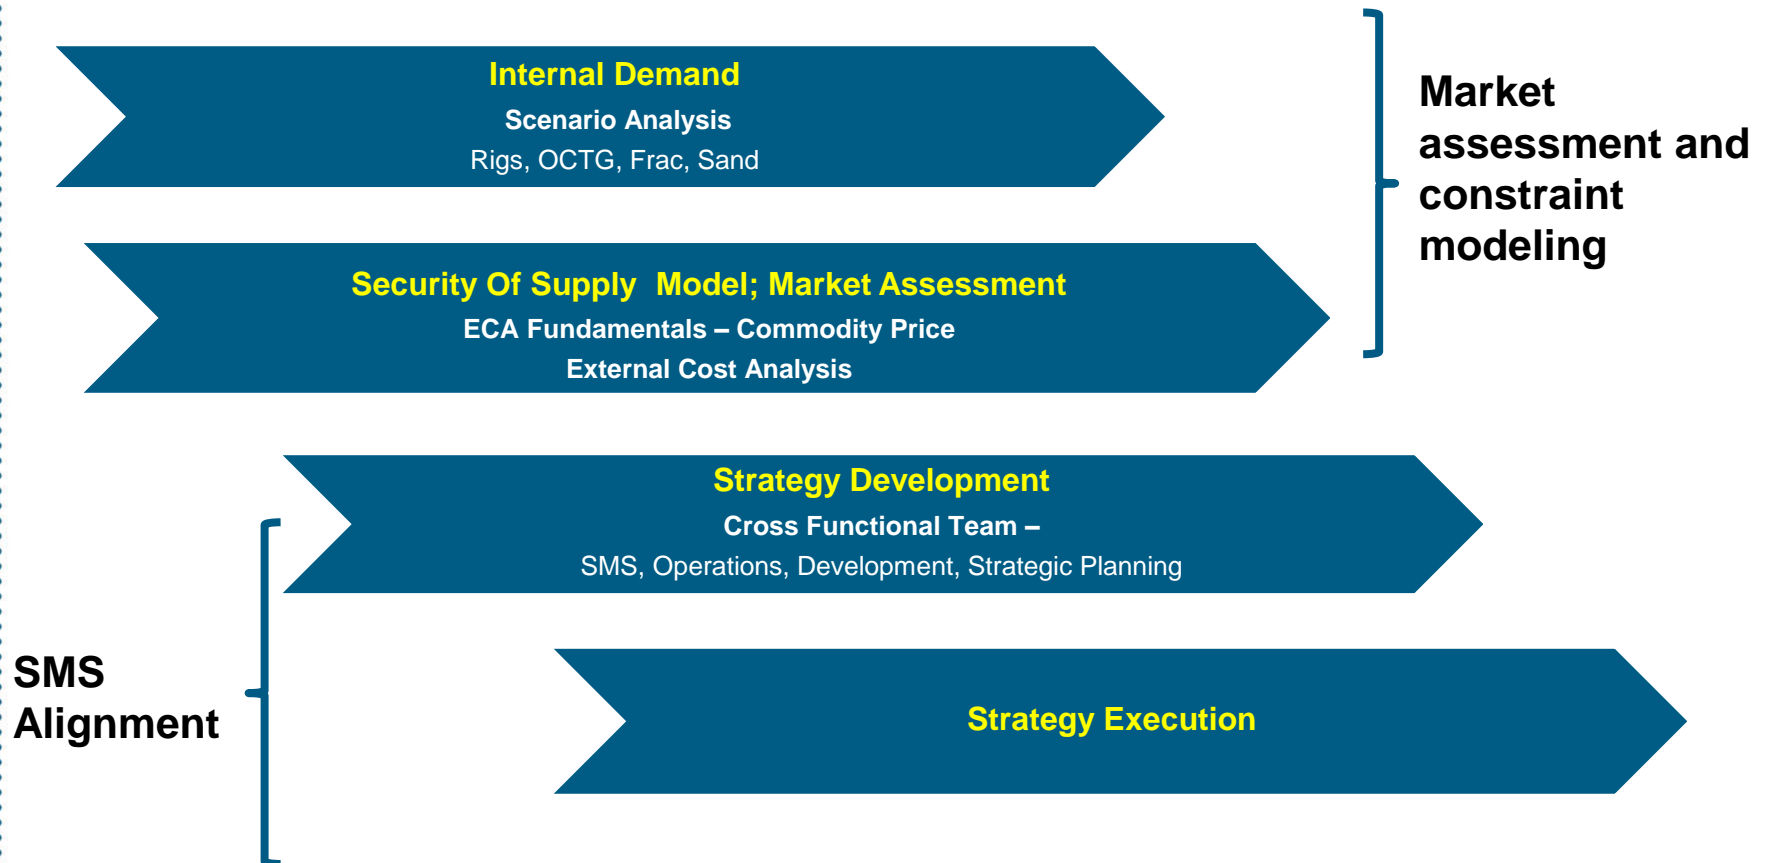 Internal Demand
Scenario Analysis
Rigs, OCTG, Frac, Sand
Market
assessment and
constraint
modeling
Security Of Supply  Model; Market Assessment
ECA Fundamentals – Commodity Price
External Cost Analysis
Strategy Development
Cross Functional Team –
SMS, Operations, Development, Strategic Planning
SMS
Alignment
Strategy Execution